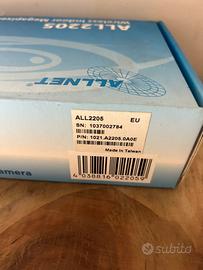 ALL2205
Wireless Indoor Megapixel
ALLNET
ALL2205 EU
SN: 1037002784
P/N: 1021.A2205.0A0E
Made in Taiwan
4 038816 022059
amera
subito